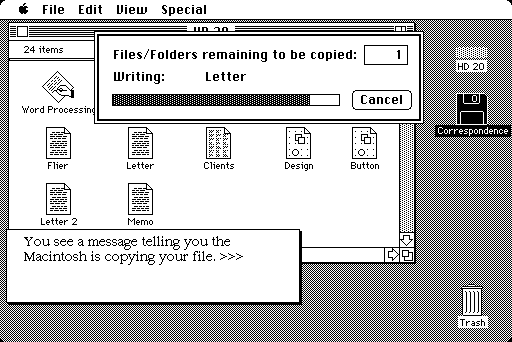 File Edit View Special
HD 20
24 items
Files/Folders remaining to be copied: 1
Writing: Letter
Cancel
HD 20
Word Processing
Correspondence
Flier Letter Clients Design Button
Letter 2 Memo
You see a message telling you the
Macintosh is copying your file. >>>
Trash